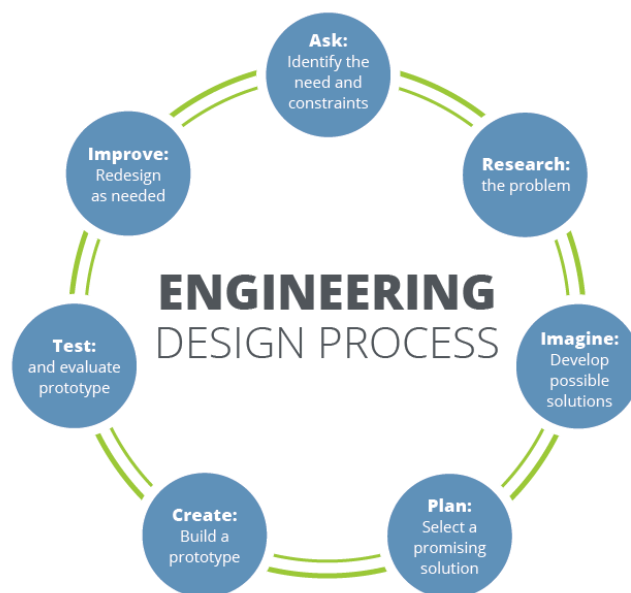 Ask:
Identify the
need and
constraints
Research:
the problem
Imagine:
Develop
possible
solutions
Plan:
Select a
promising
solution
Create:
Build a
prototype
Test:
and evaluate
prototype
Improve:
Redesign
as needed
ENGINEERING
DESIGN PROCESS